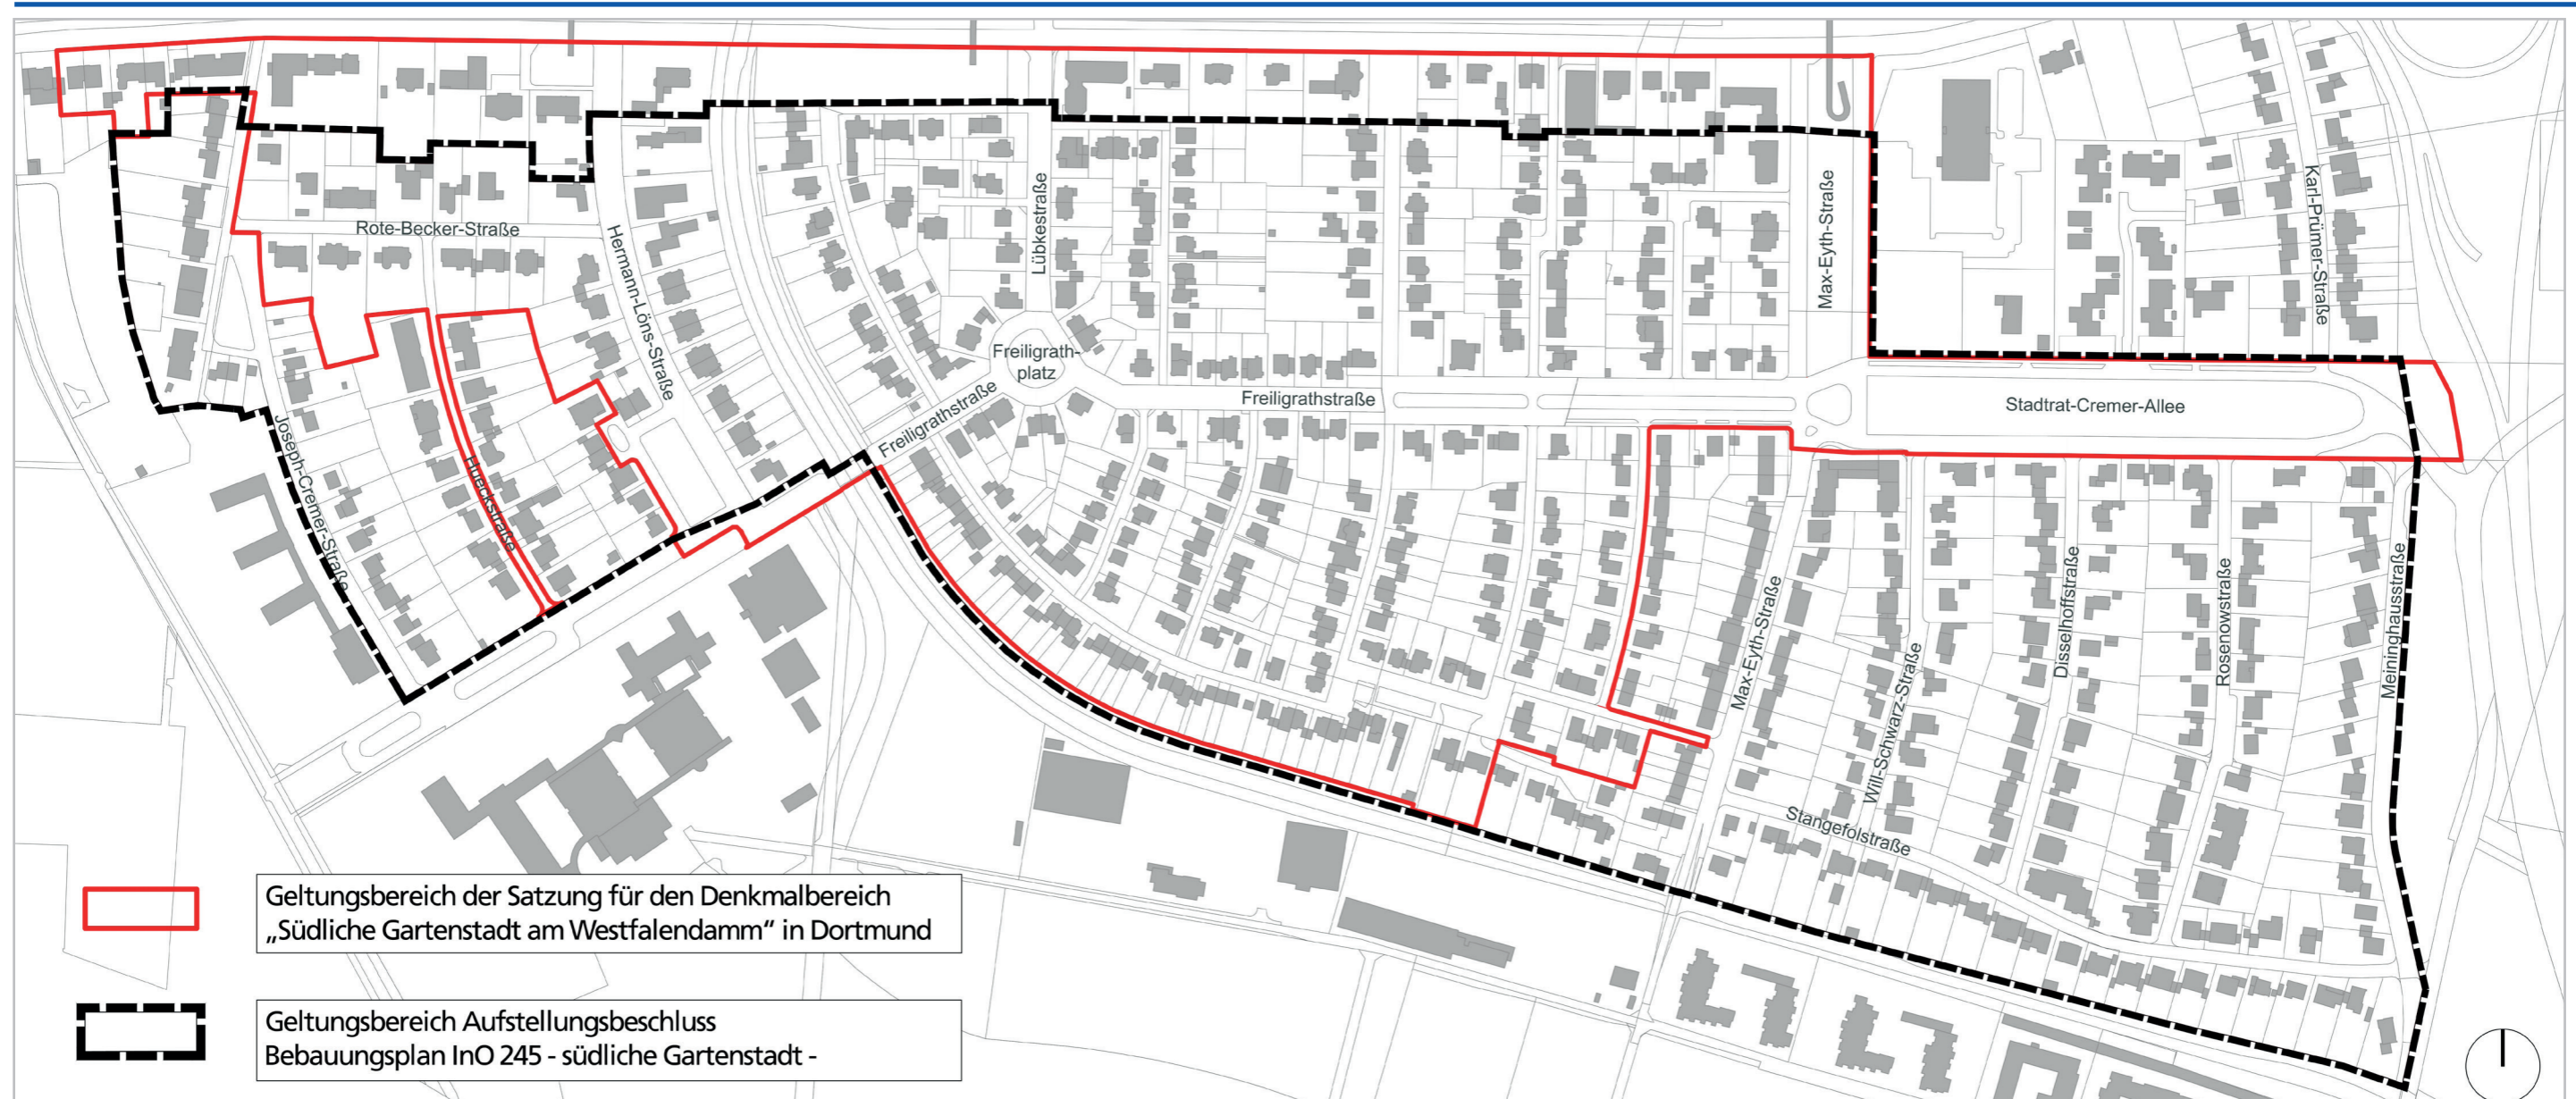 Karl-Prümer-Straße
Lübkestraße
Max-Eyth-Straße
Rote-Becker-Straße
Hermann-Löns-Straße
Freiligrath-
platz
Freiligrathstraße
Freiligrathstraße
Stadtrat-Cremer-Allee
Joseph-Cremer-Straße
Hueckstraße
Max-Eyth-Straße
Will-Schwarz-Straße
Disselhoffstraße
Rosenowstraße
Meininghausstraße
Stangefolstraße
Geltungsbereich der Satzung für den Denkmalbereich
„Südliche Gartenstadt am Westfalendamm“ in Dortmund
Geltungsbereich Aufstellungsbeschluss
Bebauungsplan InO 245 - südliche Gartenstadt -